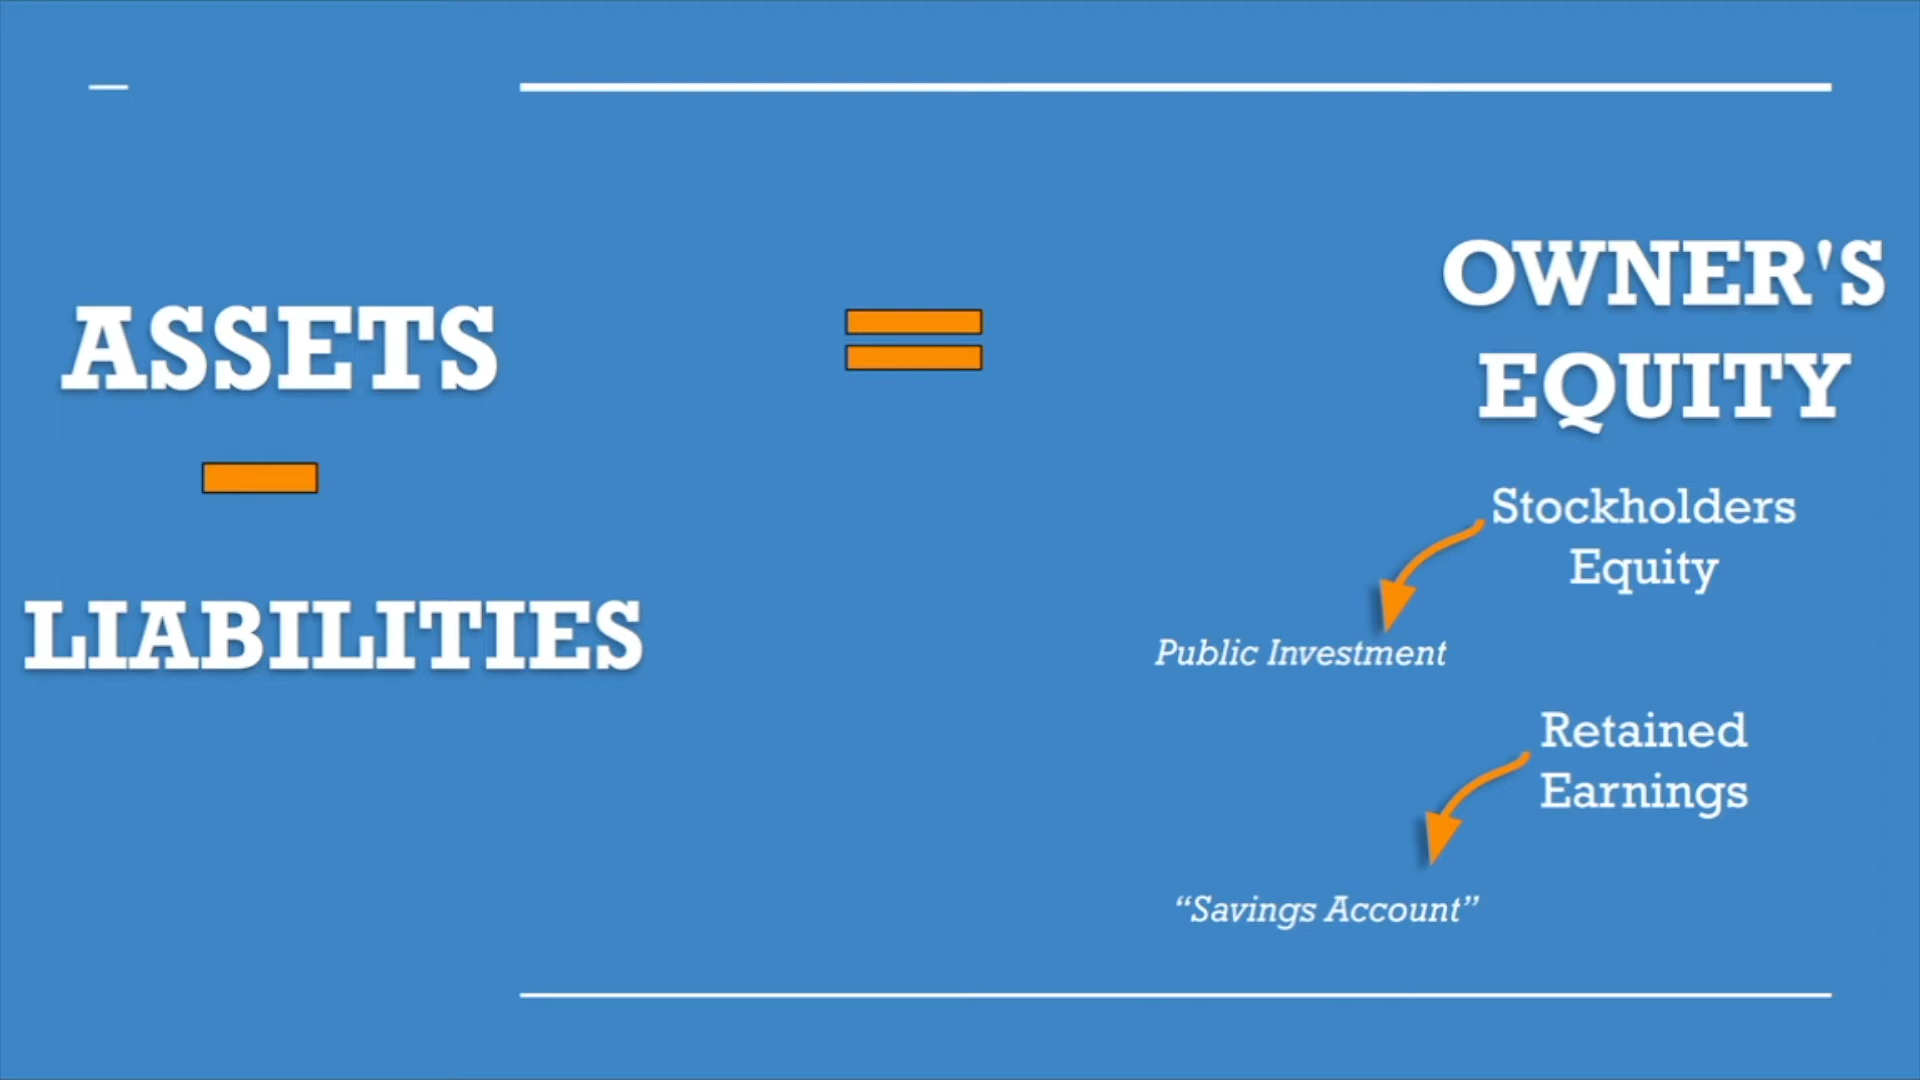 ASSETS
LIABILITIES
OWNER'S
EQUITY
Stockholders
Equity
Public Investment
Retained
Earnings
“Savings Account”